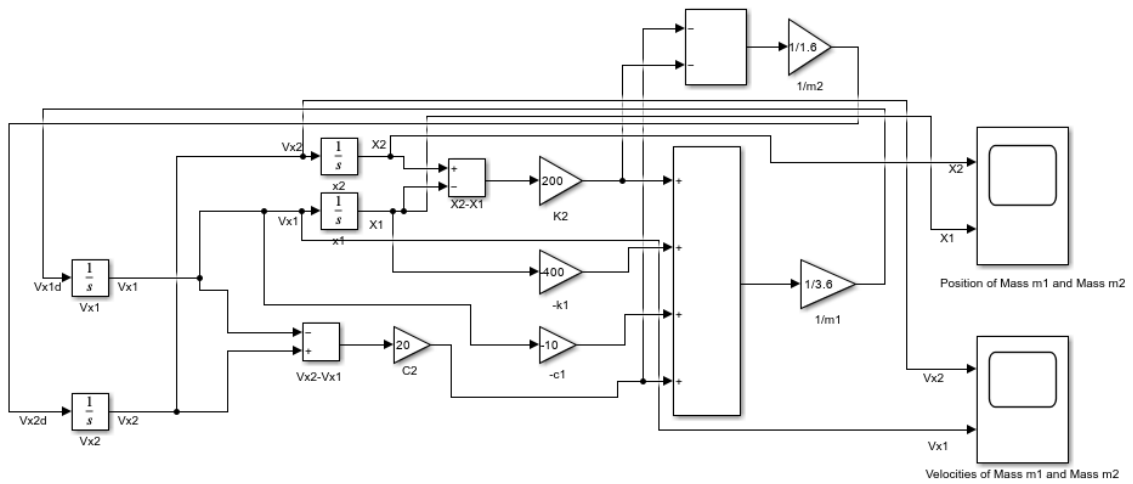 −
−
1/1.6
1/m2
Vx2
1
s
x2
X2
+
−
X2-X1
200
K2
+
X2
Vx1
1
s
x1
X1
X1
+
-400
-k1
Vx1d
1
s
Vx1
Vx1
1/3.6
1/m1
Position of Mass m1 and Mass m2
−
+
Vx2-Vx1
20
C2
-10
-c1
+
+
Vx2
Vx2d
1
s
Vx2
Vx2
Vx1
Velocities of Mass m1 and Mass m2